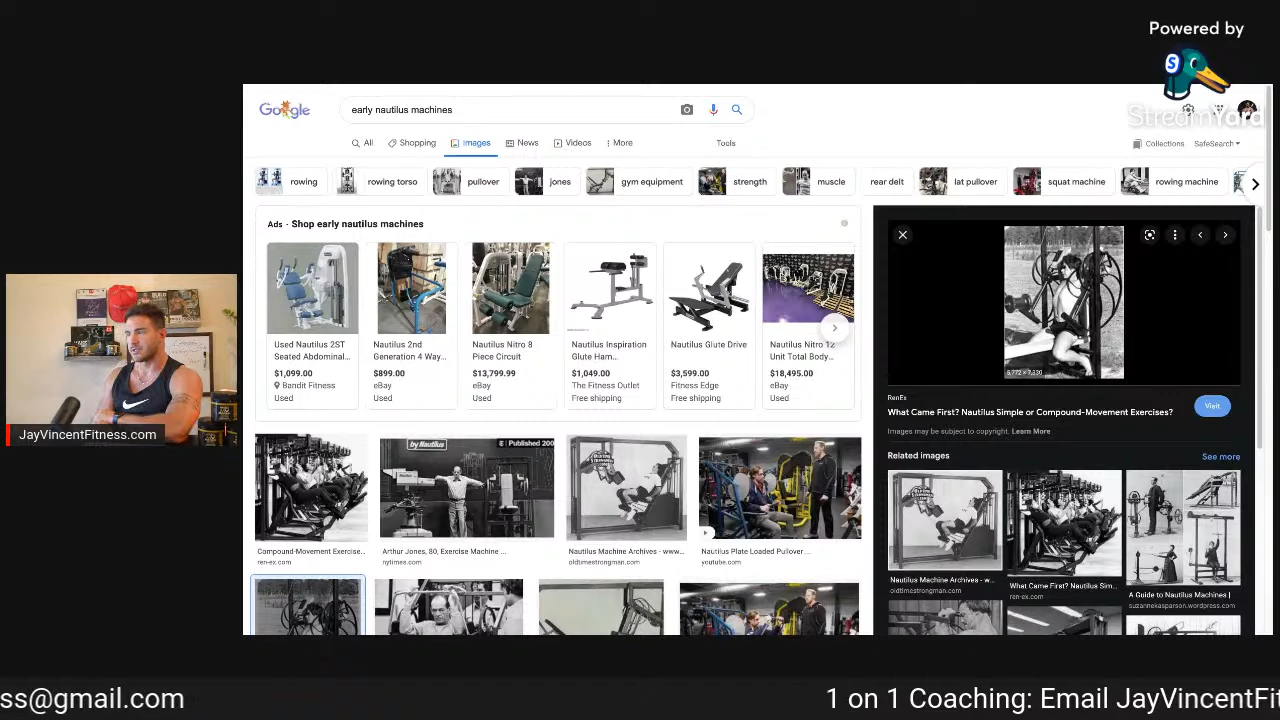 Powered by
S
StreamYard
Google
early nautilus machines
All
Shopping
Images
News
Videos
More
Tools
Collections
SafeSearch
rowing
rowing torso
pullover
jones
gym equipment
strength
muscle
rear delt
lat pullover
squat machine
rowing machine
Ads · Shop early nautilus machines
Used Nautilus 2ST
Seated Abdominal...
$1,099.00
Bandit Fitness
Used
Nautilus 2nd
Generation 4 Way...
$899.00
eBay
Used
Nautilus Nitro 8
Piece Circuit
$13,799.99
eBay
Used
Nautilus Inspiration
Glute Ham...
$1,049.00
The Fitness Outlet
Free shipping
Nautilus Glute Drive
$3,599.00
Fitness Edge
Free shipping
Nautilus Nitro 12
Unit Total Body...
$18,495.00
eBay
Used
by Nautilus
Published 200
Compound-Movement Exercise...
ren-ex.com
Arthur Jones, 80, Exercise Machine ...
nytimes.com
Nautilus Machine Archives - www...
oldtimestrongman.com
Nautilus Plate Loaded Pullover ...
youtube.com
5,772 × 7,330
RenEx
What Came First? Nautilus Simple or Compound-Movement Exercises?
Visit
Images may be subject to copyright. Learn More
Related images
See more
Nautilus Machine Archives - w...
oldtimestrongman.com
What Came First? Nautilus Sim...
ren-ex.com
A Guide to Nautilus Machines |
suzannekasparson.wordpress.com
JayVincentFitness.com
ss@gmail.com
1 on 1 Coaching: Email JayVincentFit